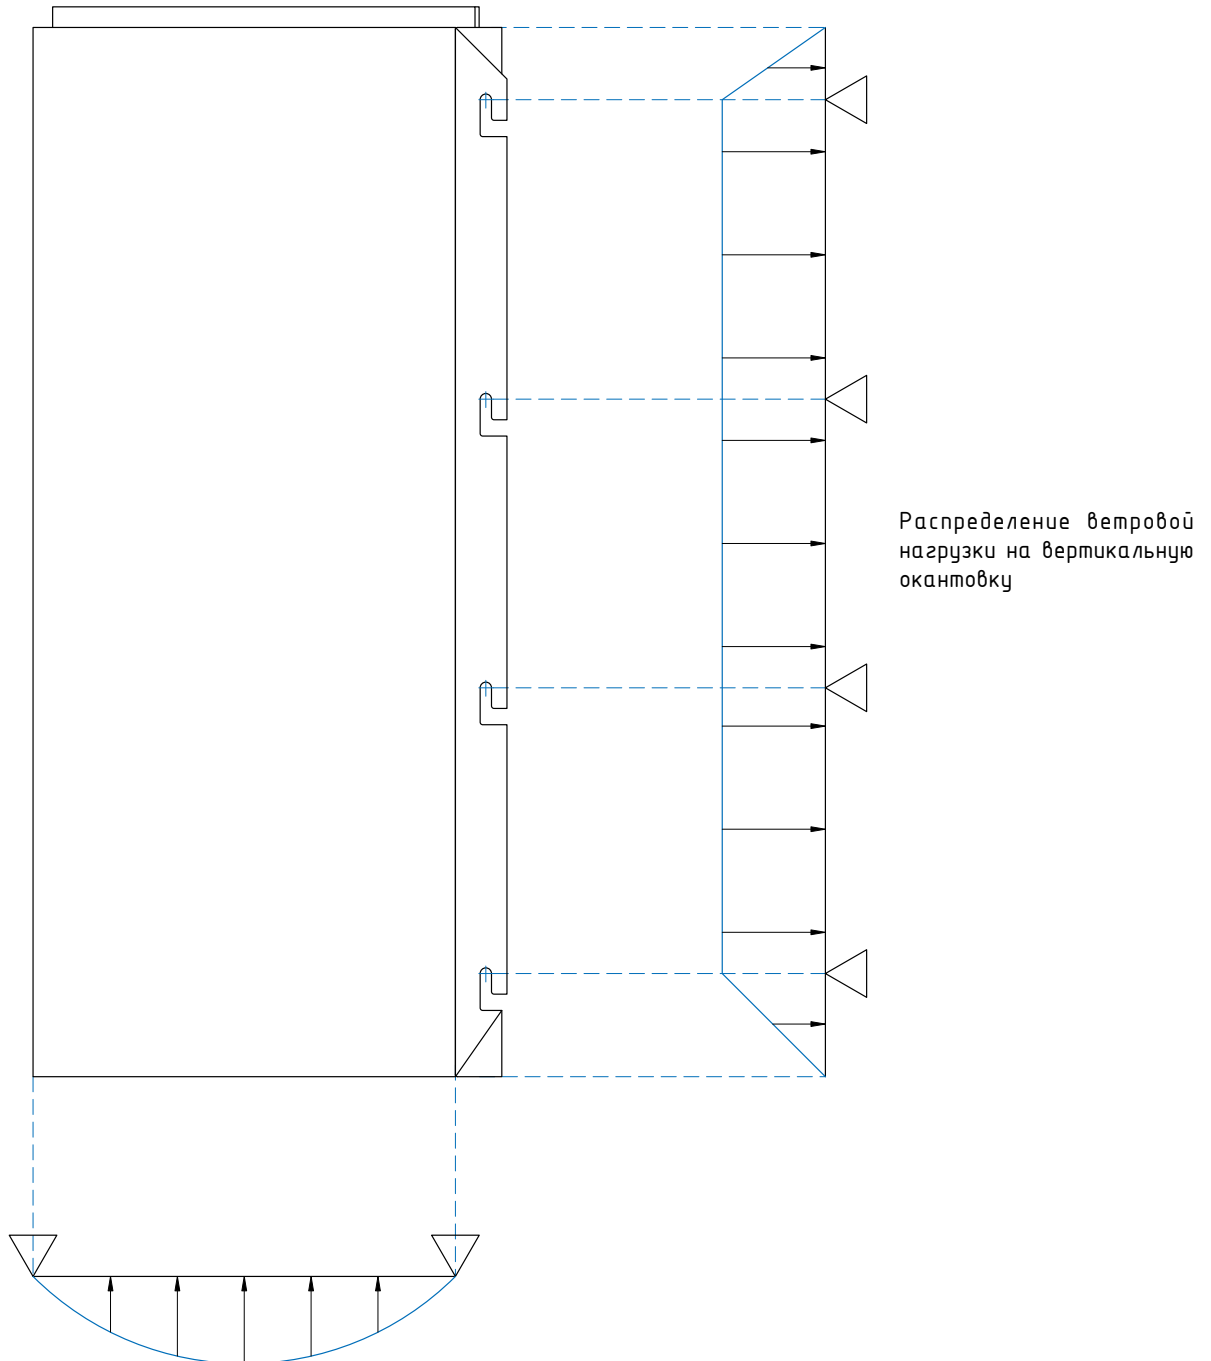 Распределение ветровой
нагрузки на вертикальную
окантовку